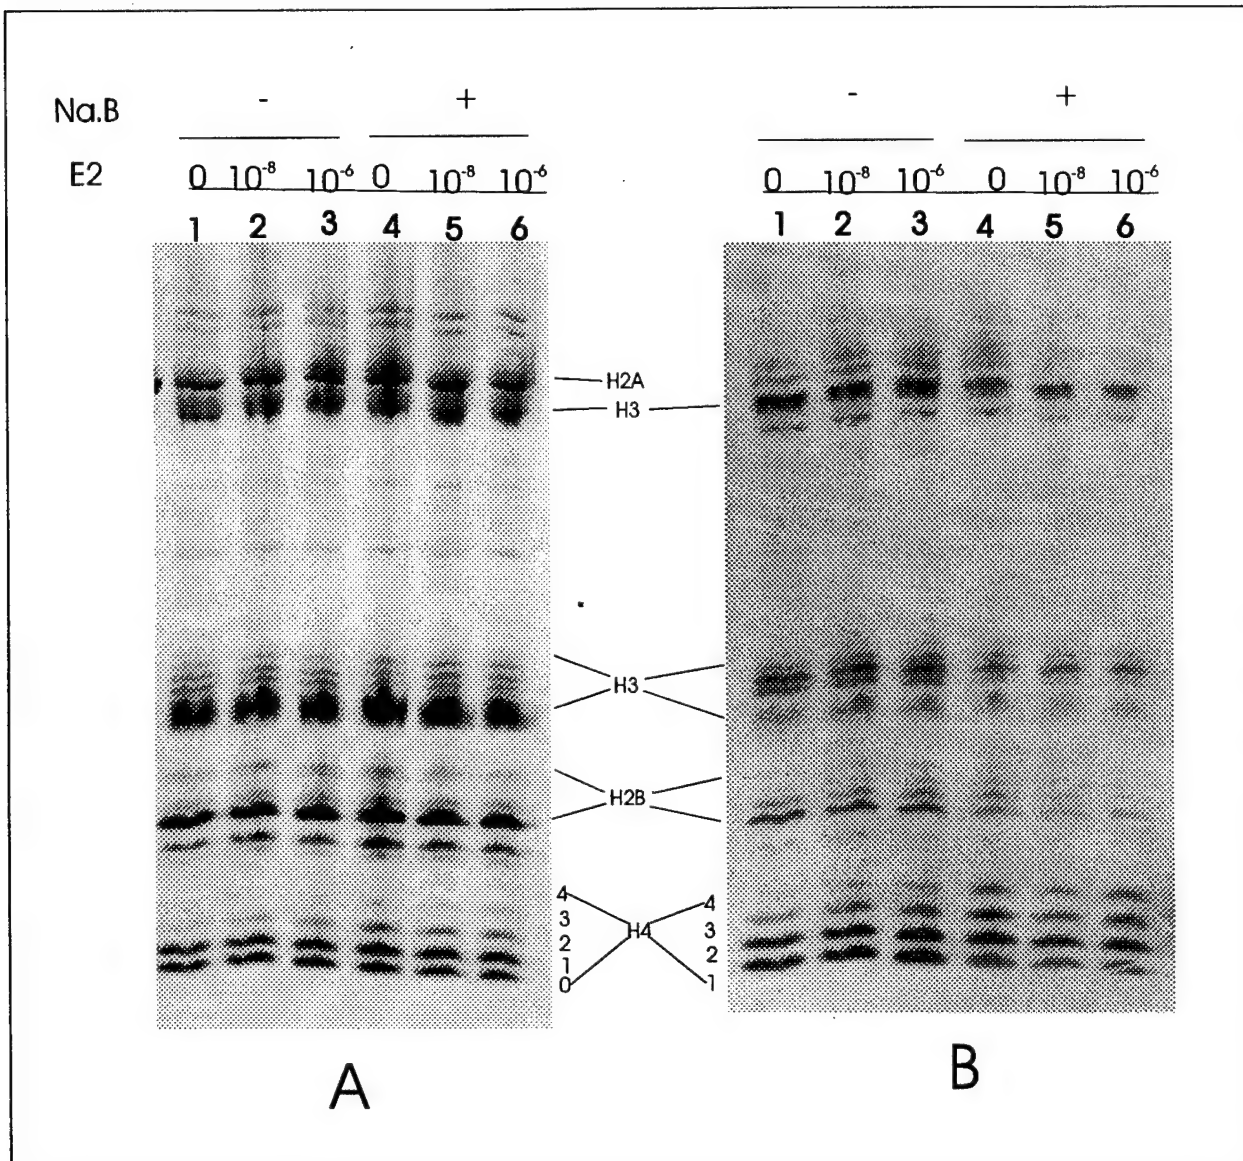 Na.B - + - +
E2 0 10⁻⁸ 10⁻⁶ 0 10⁻⁸ 10⁻⁶ 0 10⁻⁸ 10⁻⁶ 0 10⁻⁸ 10⁻⁶
1 2 3 4 5 6 1 2 3 4 5 6
H2A
H3
H3
H2B
4 4
3
2 H4 3
1 2
0 1
A B